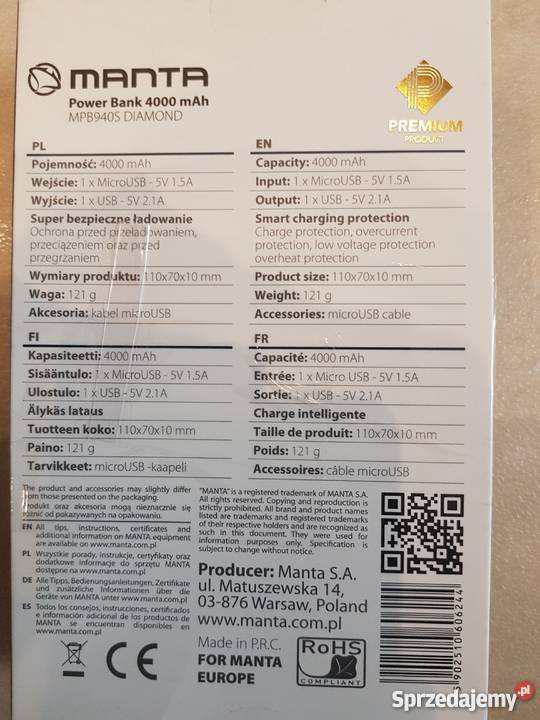 MANTA
Power Bank 4000 mAh
MPB940S DIAMOND
PREMIUM
PRODUCT
PL
Pojemność: 4000 mAh
Wejście: 1 x MicroUSB - 5V 1.5A
Wyjście: 1 x USB - 5V 2.1A
Super bezpieczne ładowanie
Ochrona przed przeładowaniem,
przeciążeniem oraz przed
przegrzaniem
Wymiary produktu: 110x70x10 mm
Waga: 121 g
Akcesoria: kabel microUSB
EN
Capacity: 4000 mAh
Input: 1 x MicroUSB - 5V 1.5A
Output: 1 x USB - 5V 2.1A
Smart charging protection
Charge protection, overcurrent
protection, low voltage protection
overheat protection
Product size: 110x70x10 mm
Weight: 121 g
Accessories: microUSB cable
FI
Kapasiteetti: 4000 mAh
Sisääntulo: 1 x MicroUSB - 5V 1.5A
Ulostulo: 1 x USB - 5V 2.1A
Älykäs lataus
Tuotteen koko: 110x70x10 mm
Paino: 121 g
Tarvikkeet: microUSB -kaapeli
FR
Capacité: 4000 mAh
Entrée: 1 x Micro USB - 5V 1.5A
Sortie: 1 x USB - 5V 2.1A
Charge intelligente
Taille de produit: 110x70x10 mm
Poids: 121 g
Accessoires: câble microUSB
The product and accessories may slightly differ
from those presented on the packaging.
Produkt oraz akcesoria mogą nieznacznie się
różnić od pokazanych na opakowaniu.
EN All tips, instructions, certificates and
additional information on MANTA equipment
are available on www.manta.com.pl
PL Wszystkie porady, instrukcje, certyfikaty oraz
dodatkowe informacje do sprzętu MANTA
dostępne na www.manta.com.pl
DE Alle Tipps, Bedienungsanleitungen, Zertifikate
und zusätzliche Informationen über die
Geräte von MANTA unter www.manta.com.pl
ES Todos los consejos, instrucciones, certificados
e información adicional de los productos de
MANTA se encuentran disponibles en
www.manta.com.pl
"MANTA" is a registered trademark of MANTA S.A.
All rights reserved. Copying and reproduction is
strictly prohibited. All brand and product names
listed are trademarks and registered trademarks
of their respective holders and are recognized as
such in this document. They were used for
information purposes only. Specification is
subject to change without notice.
Producer: Manta S.A.
ul. Matuszewska 14,
03-876 Warsaw, Poland
www.manta.com.pl
Made in P.R.C.
FOR MANTA
EUROPE
CE
RoHS
COMPLIANT
5 902510 606244
Sprzedajemy.pl